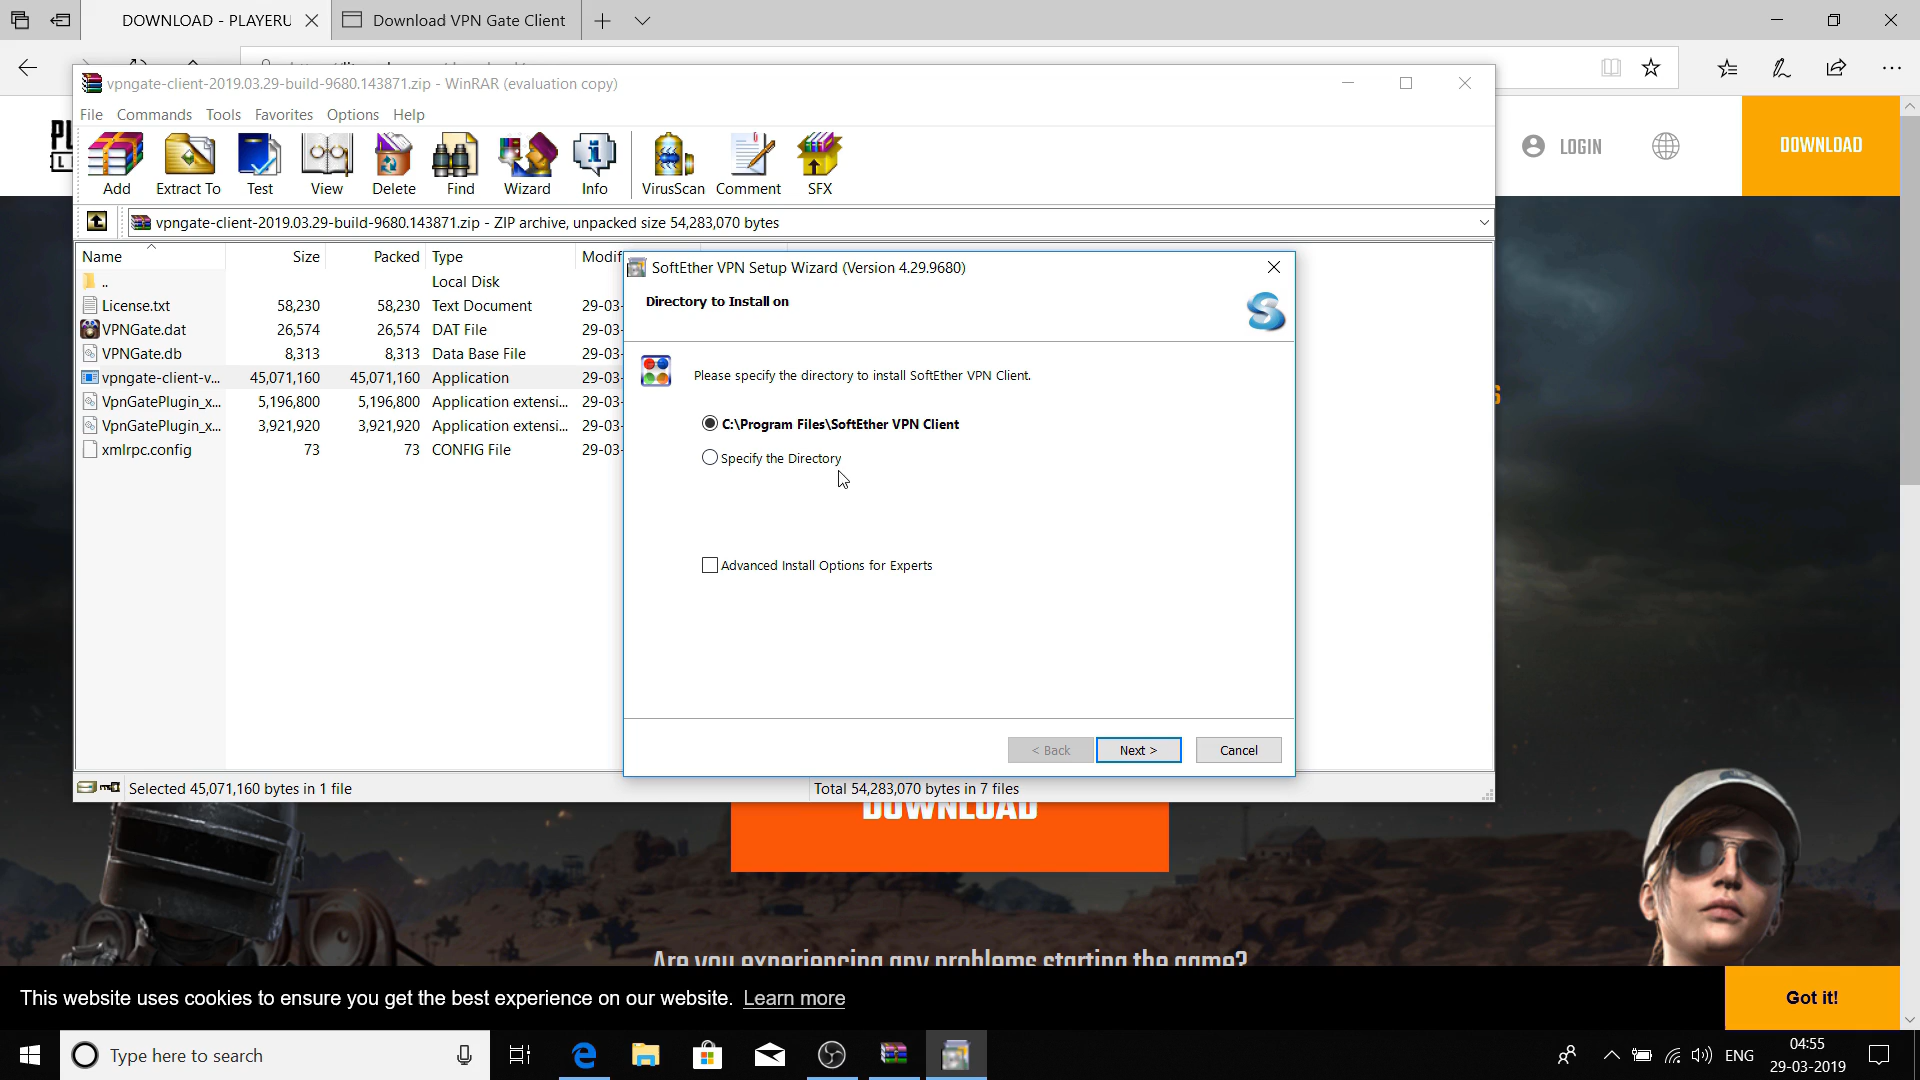 DOWNLOAD - PLAYERU
Download VPN Gate Client
vpngate-client-2019.03.29-build-9680.143871.zip - WinRAR (evaluation copy)
File Commands Tools Favorites Options Help
Add Extract To Test View Delete Find Wizard Info VirusScan Comment SFX
LOGIN
DOWNLOAD
vpngate-client-2019.03.29-build-9680.143871.zip - ZIP archive, unpacked size 54,283,070 bytes
Name Size Packed Type Modif
.. Local Disk
License.txt 58,230 58,230 Text Document 29-03-
VPNGate.dat 26,574 26,574 DAT File 29-03-
VPNGate.db 8,313 8,313 Data Base File 29-03-
vpngate-client-v... 45,071,160 45,071,160 Application 29-03-
VpnGatePlugin_x... 5,196,800 5,196,800 Application extensi... 29-03-
VpnGatePlugin_x... 3,921,920 3,921,920 Application extensi... 29-03-
xmlrpc.config 73 73 CONFIG File 29-03-
SoftEther VPN Setup Wizard (Version 4.29.9680)
Directory to Install on
Please specify the directory to install SoftEther VPN Client.
C:\Program Files\SoftEther VPN Client
Specify the Directory
Advanced Install Options for Experts
< Back
Next >
Cancel
Selected 45,071,160 bytes in 1 file
Total 54,283,070 bytes in 7 files
DOWNLOAD
Are you experiencing any problems starting the game?
This website uses cookies to ensure you get the best experience on our website. Learn more
Got it!
Type here to search
ENG
04:55
29-03-2019